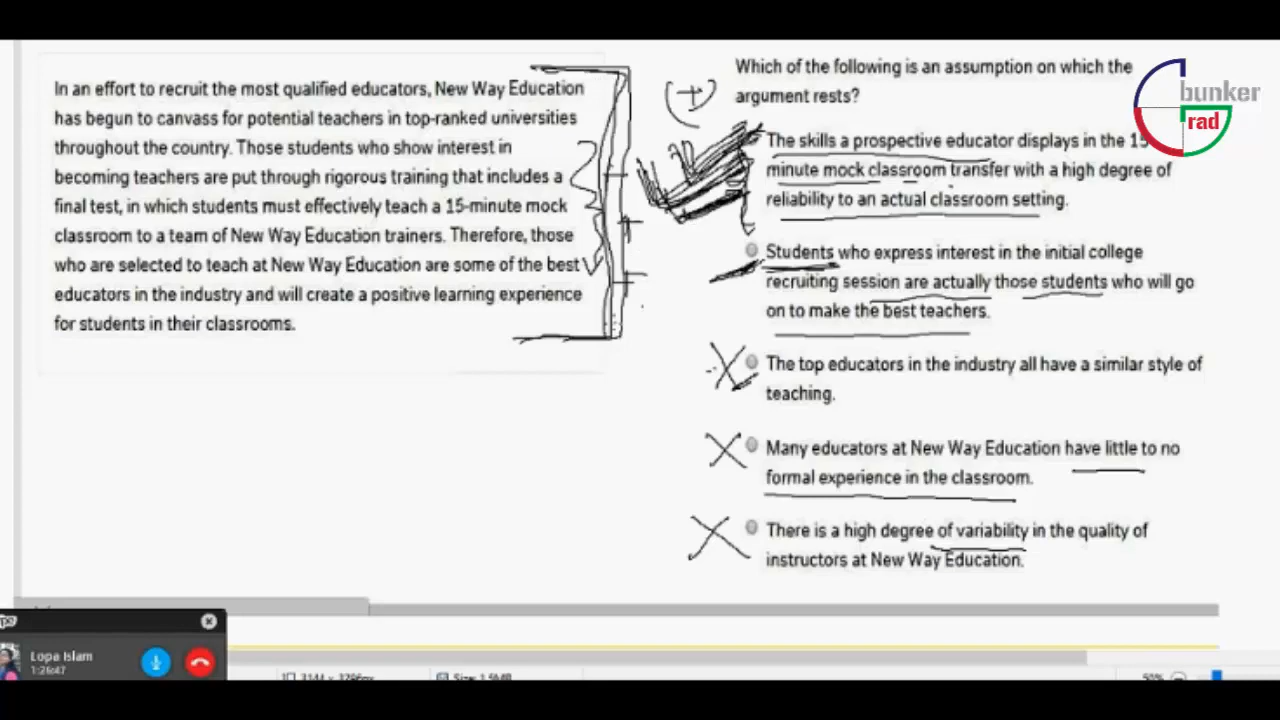 In an effort to recruit the most qualified educators, New Way Education
has begun to canvass for potential teachers in top-ranked universities
throughout the country. Those students who show interest in
becoming teachers are put through rigorous training that includes a
final test, in which students must effectively teach a 15-minute mock
classroom to a team of New Way Education trainers. Therefore, those
who are selected to teach at New Way Education are some of the best
educators in the industry and will create a positive learning experience
for students in their classrooms.
Which of the following is an assumption on which the
argument rests?
The skills a prospective educator displays in the 15-
minute mock classroom transfer with a high degree of
reliability to an actual classroom setting.
Students who express interest in the initial college
recruiting session are actually those students who will go
on to make the best teachers.
The top educators in the industry all have a similar style of
teaching.
Many educators at New Way Education have little to no
formal experience in the classroom.
There is a high degree of variability in the quality of
instructors at New Way Education.
bunker
rad
Lopa Islam
1:26:47
50%